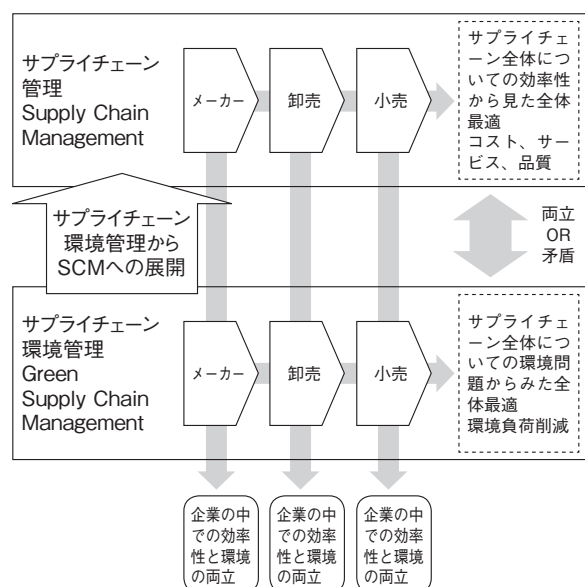 サプライチェーン
管理
Supply Chain
Management
メーカー
卸売
小売
サプライチェ
ーン全体につ
いての効率性
から見た全体
最適
コスト、サー
ビス、品質
サプライチェーン
環境管理から
SCMへの展開
両立
OR
矛盾
サプライチェーン
環境管理
Green
Supply Chain
Management
メーカー
卸売
小売
サプライチェ
ーン全体につ
いての環境問
題からみた全
体最適
環境負荷削減
企業の中
での効率
性と環境
の両立
企業の中
での効率
性と環境
の両立
企業の中
での効率
性と環境
の両立